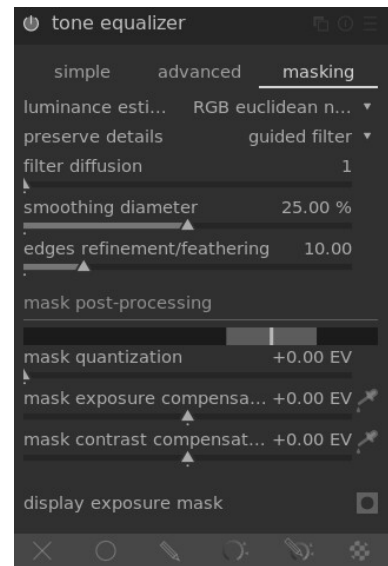 tone equalizer
simple advanced masking
luminance esti... RGB euclidean n...
preserve details guided filter
filter diffusion 1
smoothing diameter 25.00 %
edges refinement/feathering 10.00
mask post-processing
mask quantization +0.00 EV
mask exposure compensa... +0.00 EV
mask contrast compensat... +0.00 EV
display exposure mask